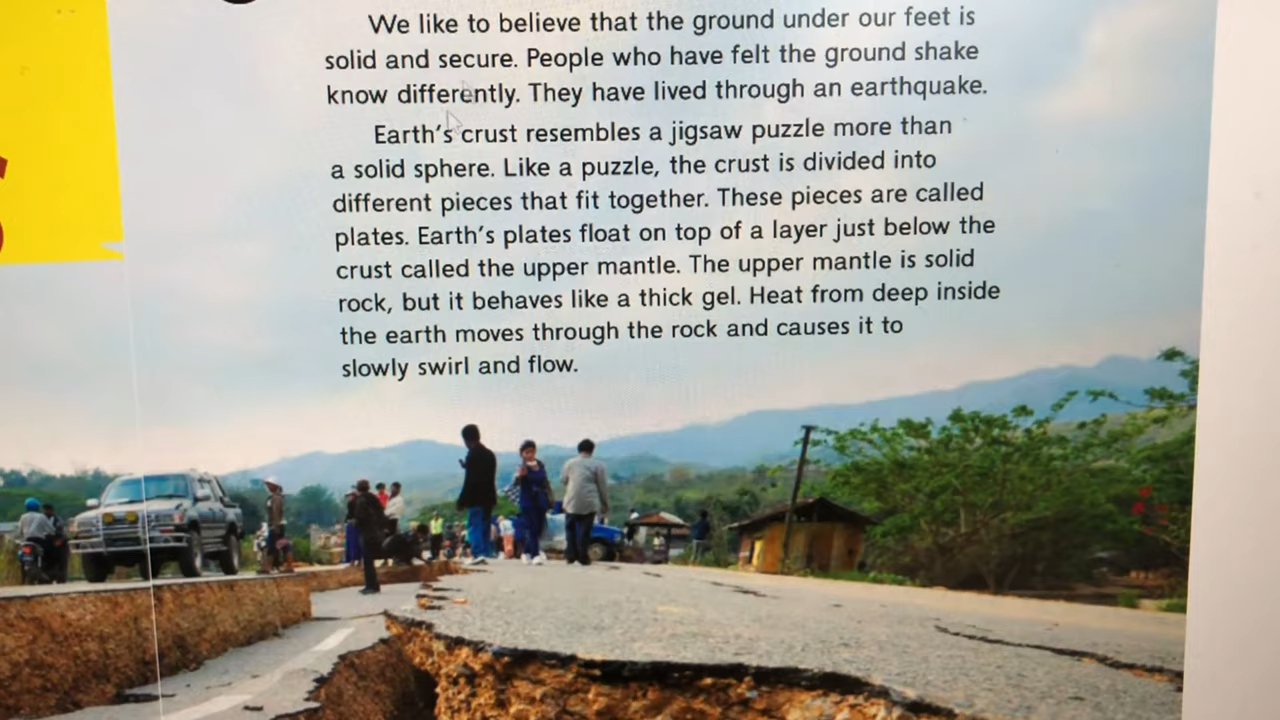 We like to believe that the ground under our feet is
solid and secure. People who have felt the ground shake
know differently. They have lived through an earthquake.
Earth's crust resembles a jigsaw puzzle more than
a solid sphere. Like a puzzle, the crust is divided into
different pieces that fit together. These pieces are called
plates. Earth's plates float on top of a layer just below the
crust called the upper mantle. The upper mantle is solid
rock, but it behaves like a thick gel. Heat from deep inside
the earth moves through the rock and causes it to
slowly swirl and flow.